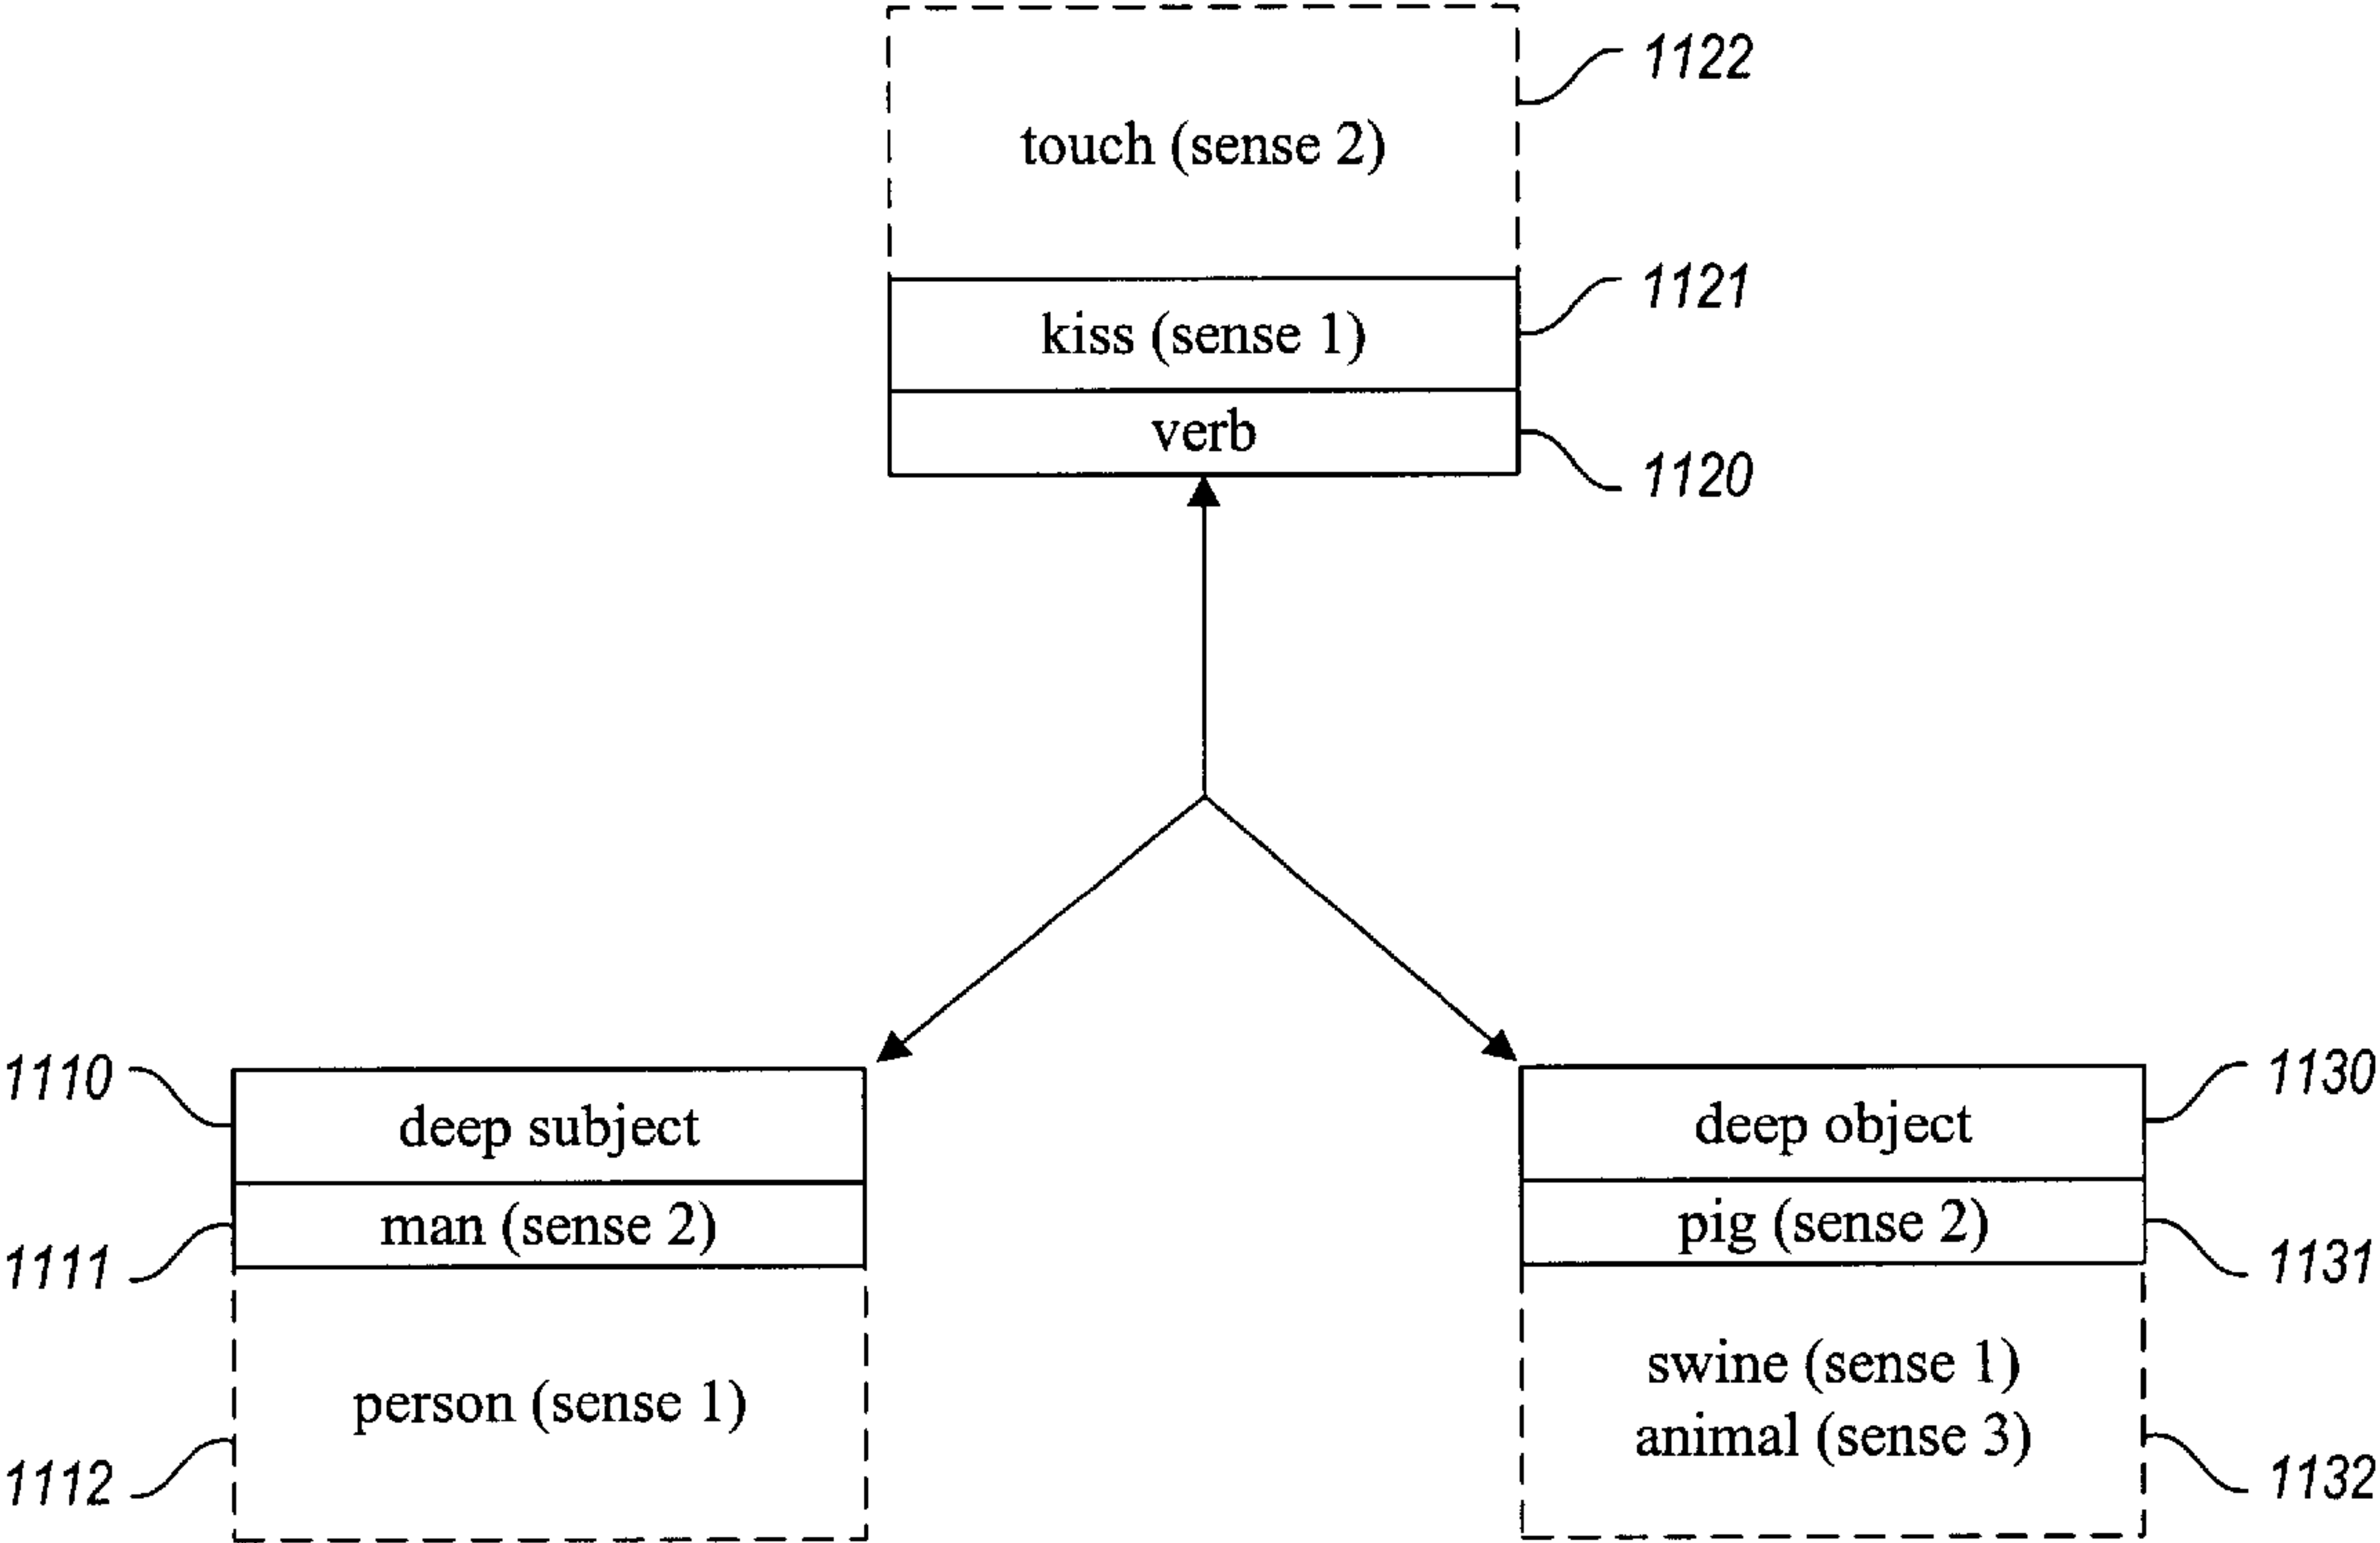 1122
touch (sense 2)
1121
kiss (sense 1)
verb
1120
1110
deep subject
1111
man (sense 2)
person (sense 1)
1112
1130
deep object
pig (sense 2)
1131
swine (sense 1)
animal (sense 3)
1132